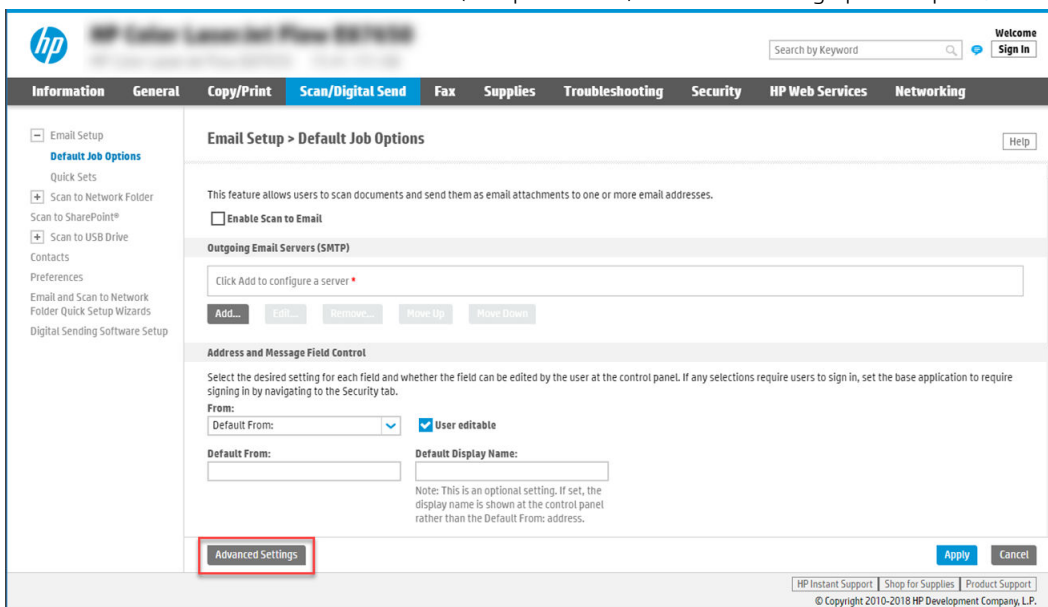 hp
Welcome
Search by Keyword
Sign In
Information General Copy/Print Scan/Digital Send Fax Supplies Troubleshooting Security HP Web Services Networking
Email Setup
Default Job Options
Quick Sets
Scan to Network Folder
Scan to SharePoint®
Scan to USB Drive
Contacts
Preferences
Email and Scan to Network
Folder Quick Setup Wizards
Digital Sending Software Setup
Email Setup > Default Job Options
Help
This feature allows users to scan documents and send them as email attachments to one or more email addresses.
Enable Scan to Email
Outgoing Email Servers (SMTP)
Click Add to configure a server *
Add... Edit... Remove... Move Up Move Down
Address and Message Field Control
Select the desired setting for each field and whether the field can be edited by the user at the control panel. If any selections require users to sign in, set the base application to require
signing in by navigating to the Security tab.
From:
Default From: User editable
Default From: Default Display Name:
Note: This is an optional setting. If set, the
display name is shown at the control panel
rather than the Default From: address.
Advanced Settings
Apply Cancel
HP Instant Support Shop for Supplies Product Support
© Copyright 2010-2018 HP Development Company, L.P.